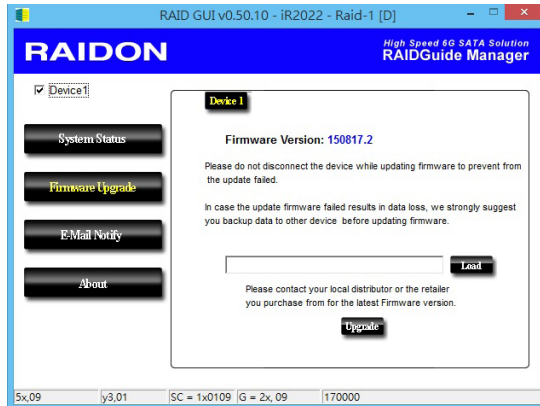 RAID GUI v0.50.10 - iR2022 - Raid-1 [D]
RAIDON
High Speed 6G SATA Solution
RAIDGuide Manager
Device1
Device 1
System Status
Firmware Version: 150817.2
Please do not disconnect the device while updating firmware to prevent from
the update failed.
Firmware Upgrade
In case the update firmware failed results in data loss, we strongly suggest
you backup data to other device before updating firmware.
E-Mail Notify
Load
About
Please contact your local distributor or the retailer
you purchase from for the latest Firmware version.
Upgrade
5x,09 y3,01 SC = 1x0109 G = 2x, 09 170000